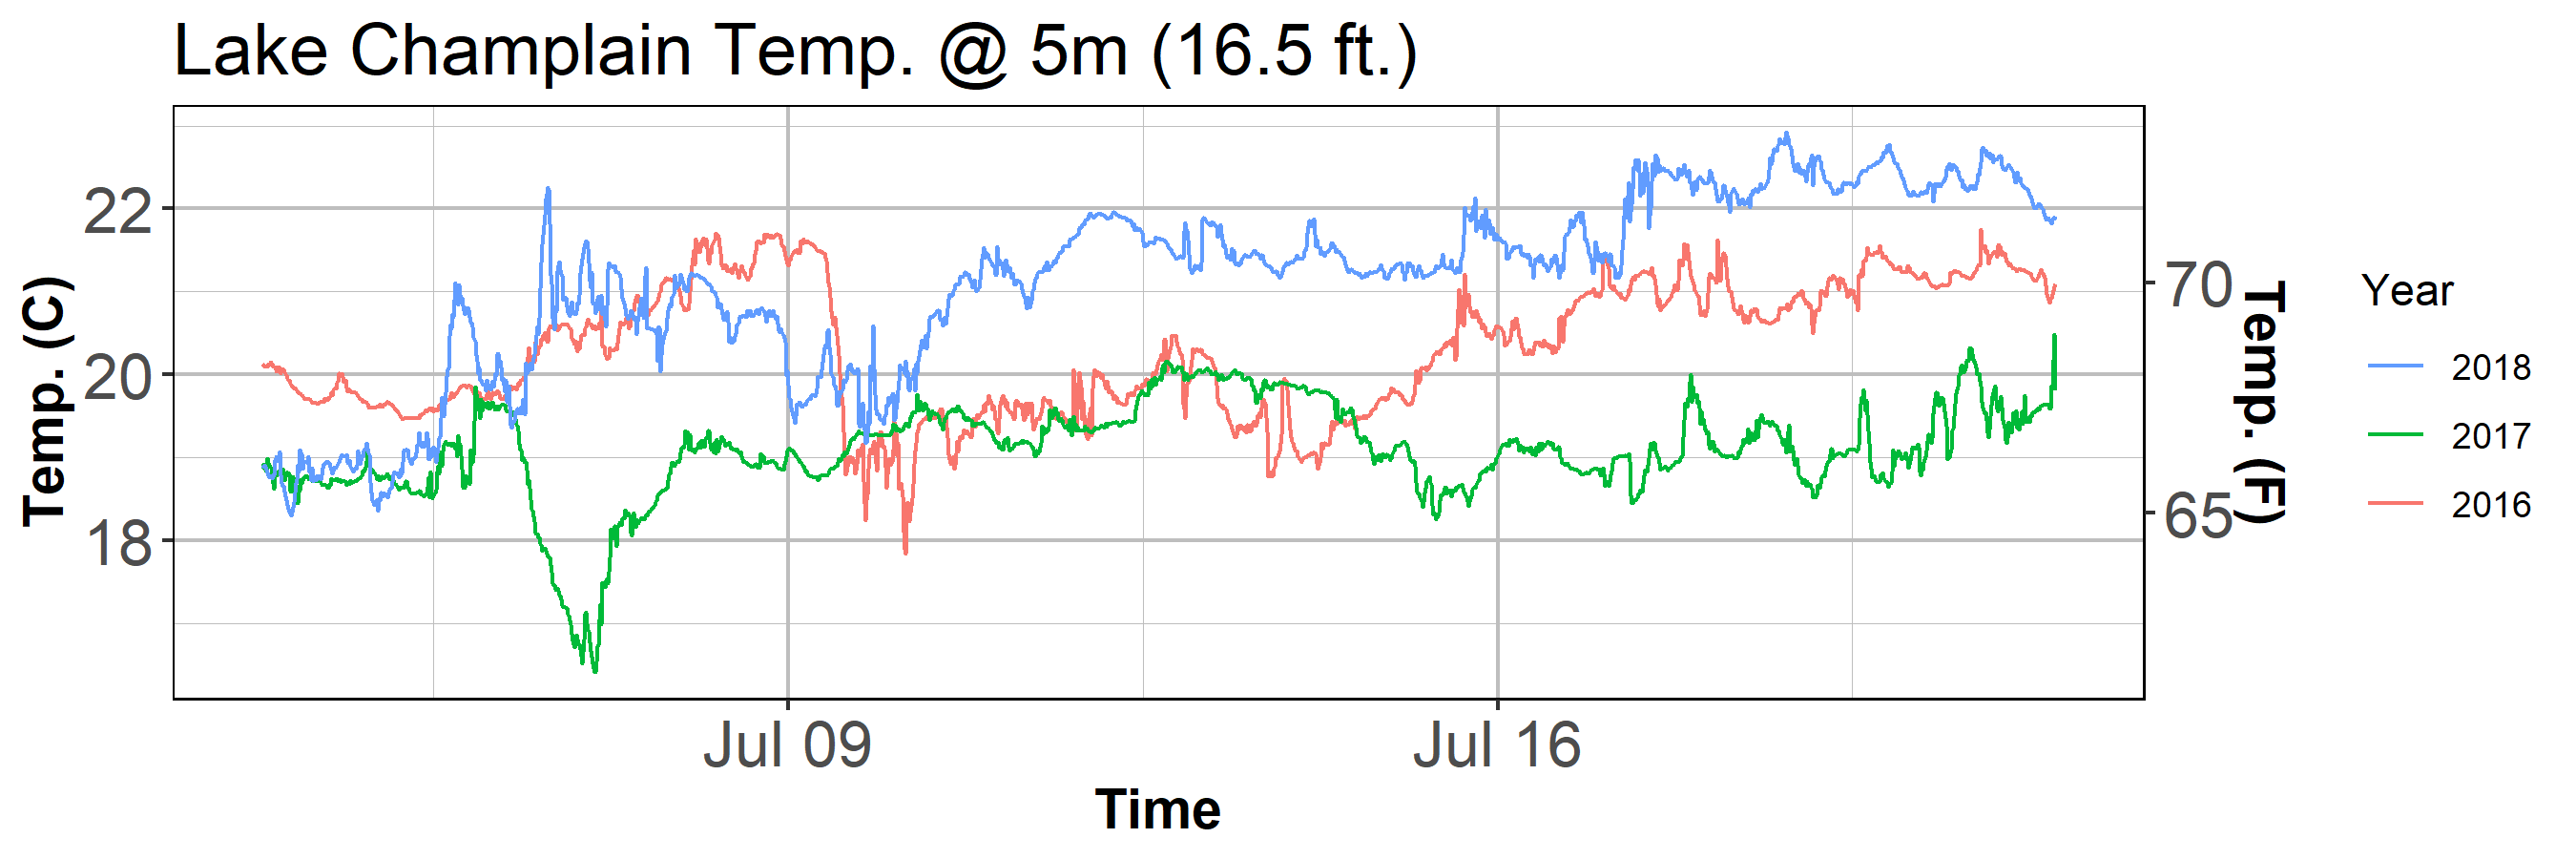 Lake Champlain Temp. @ 5m (16.5 ft.)
Temp. (C)
22
20
18
70
65
Temp. (F)
Year
2018
2017
2016
Jul 09
Jul 16
Time